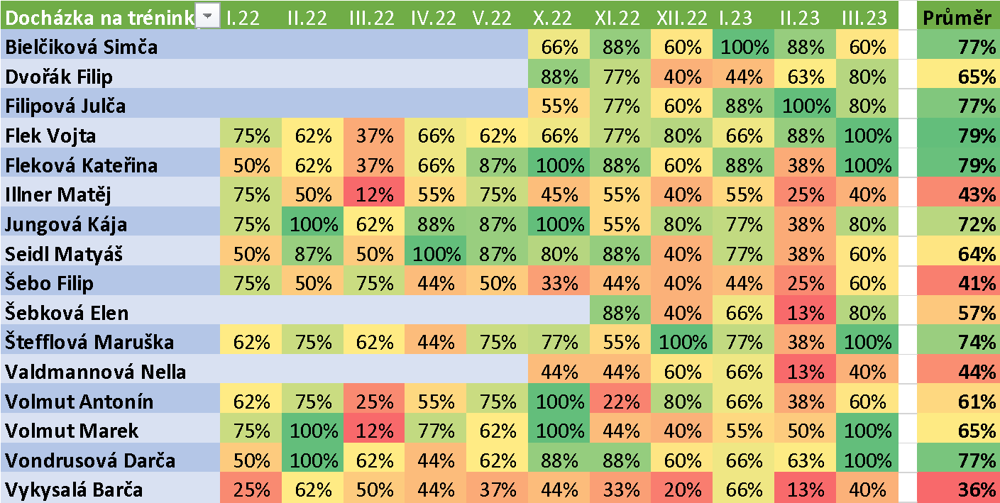 Docházka na trénink I.22 II.22 III.22 IV.22 V.22 X.22 XI.22 XII.22 I.23 II.23 III.23 Průměr
Bielčiková Simča 66% 88% 60% 100% 88% 60% 77%
Dvořák Filip 88% 77% 40% 44% 63% 80% 65%
Filipová Julča 55% 77% 60% 88% 100% 80% 77%
Flek Vojta 75% 62% 37% 66% 62% 66% 77% 80% 66% 88% 100% 79%
Fleková Kateřina 50% 62% 37% 66% 87% 100% 88% 60% 88% 38% 100% 79%
Illner Matěj 75% 50% 12% 55% 75% 45% 55% 40% 55% 25% 40% 43%
Jungová Kája 75% 100% 62% 88% 87% 100% 55% 80% 77% 38% 80% 72%
Seidl Matyáš 50% 87% 50% 100% 87% 80% 88% 40% 77% 38% 60% 64%
Šebo Filip 75% 50% 75% 44% 50% 33% 44% 40% 44% 25% 60% 41%
Šebková Elen 88% 40% 66% 13% 80% 57%
Štefflová Maruška 62% 75% 62% 44% 75% 77% 55% 100% 77% 38% 100% 74%
Valdmannová Nella 44% 44% 60% 66% 13% 40% 44%
Volmut Antonín 62% 75% 25% 55% 75% 100% 22% 80% 66% 38% 60% 61%
Volmut Marek 75% 100% 12% 77% 62% 100% 44% 40% 55% 50% 100% 65%
Vondrusová Darča 50% 100% 62% 44% 62% 88% 88% 60% 66% 63% 100% 77%
Vykysalá Barča 25% 62% 50% 44% 37% 44% 33% 20% 66% 13% 40% 36%